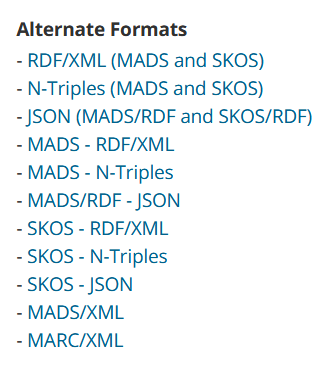 Alternate Formats
- RDF/XML (MADS and SKOS)
- N-Triples (MADS and SKOS)
- JSON (MADS/RDF and SKOS/RDF)
- MADS - RDF/XML
- MADS - N-Triples
- MADS/RDF - JSON
- SKOS - RDF/XML
- SKOS - N-Triples
- SKOS - JSON
- MADS/XML
- MARC/XML